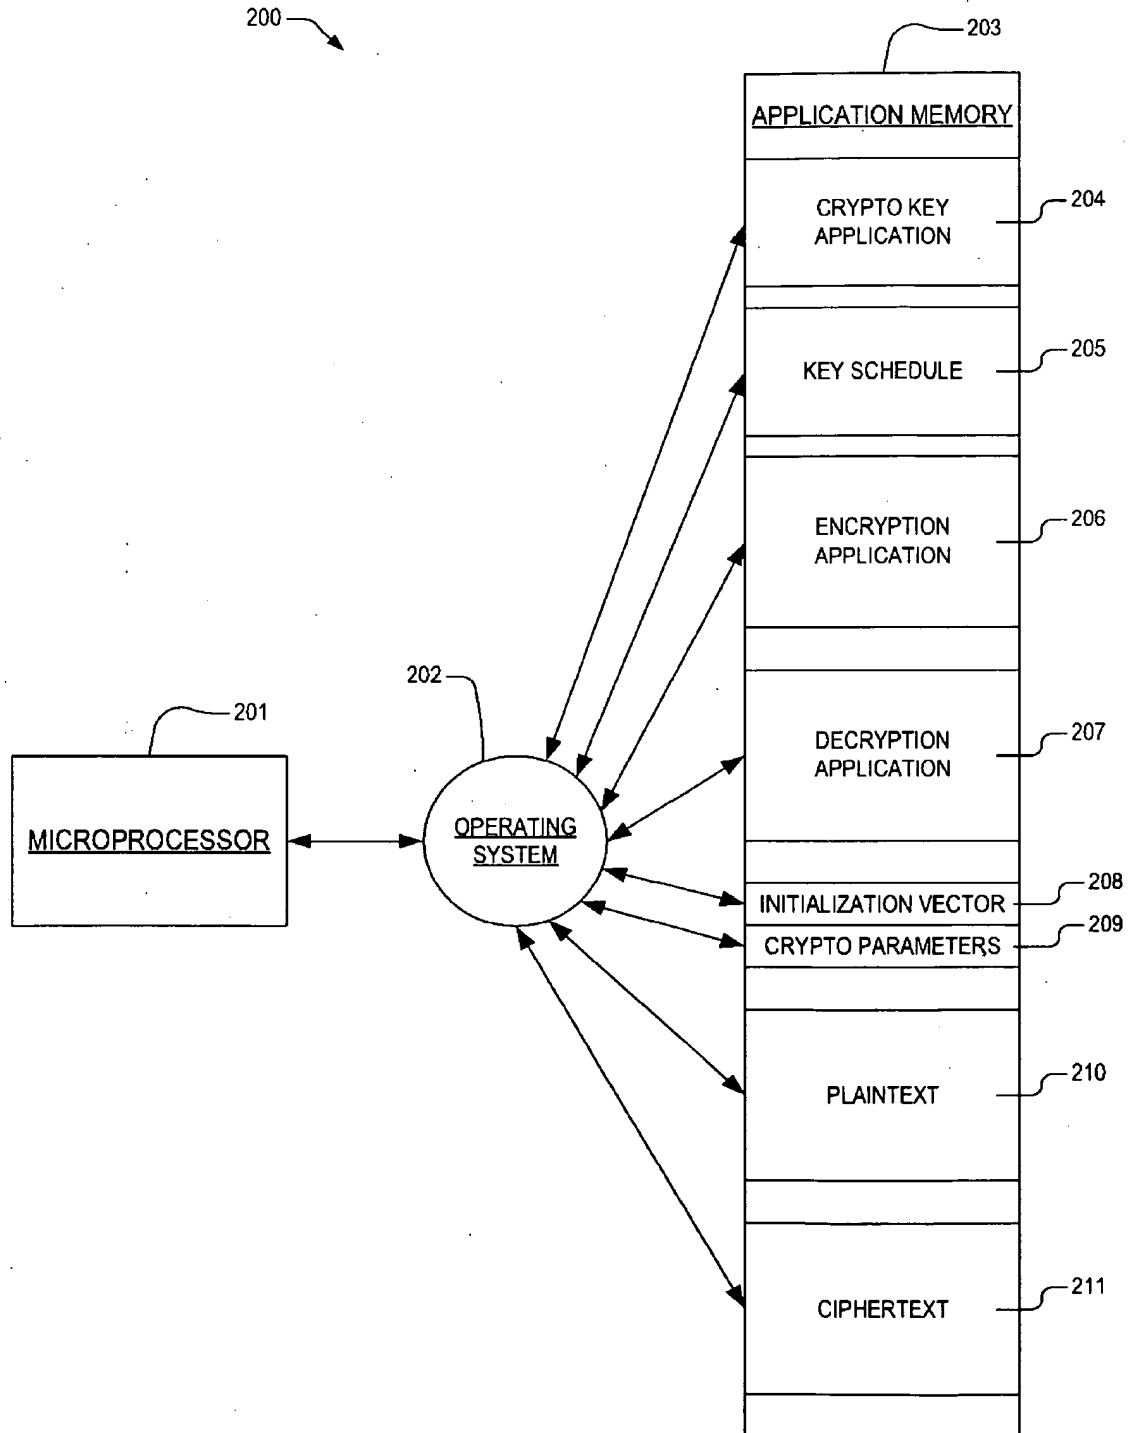 200
203
APPLICATION MEMORY
CRYPTO KEY
APPLICATION
204
KEY SCHEDULE
205
ENCRYPTION
APPLICATION
206
202
201
DECRYPTION
APPLICATION
207
MICROPROCESSOR
OPERATING
SYSTEM
INITIALIZATION VECTOR
208
CRYPTO PARAMETERS
209
PLAINTEXT
210
CIPHERTEXT
211